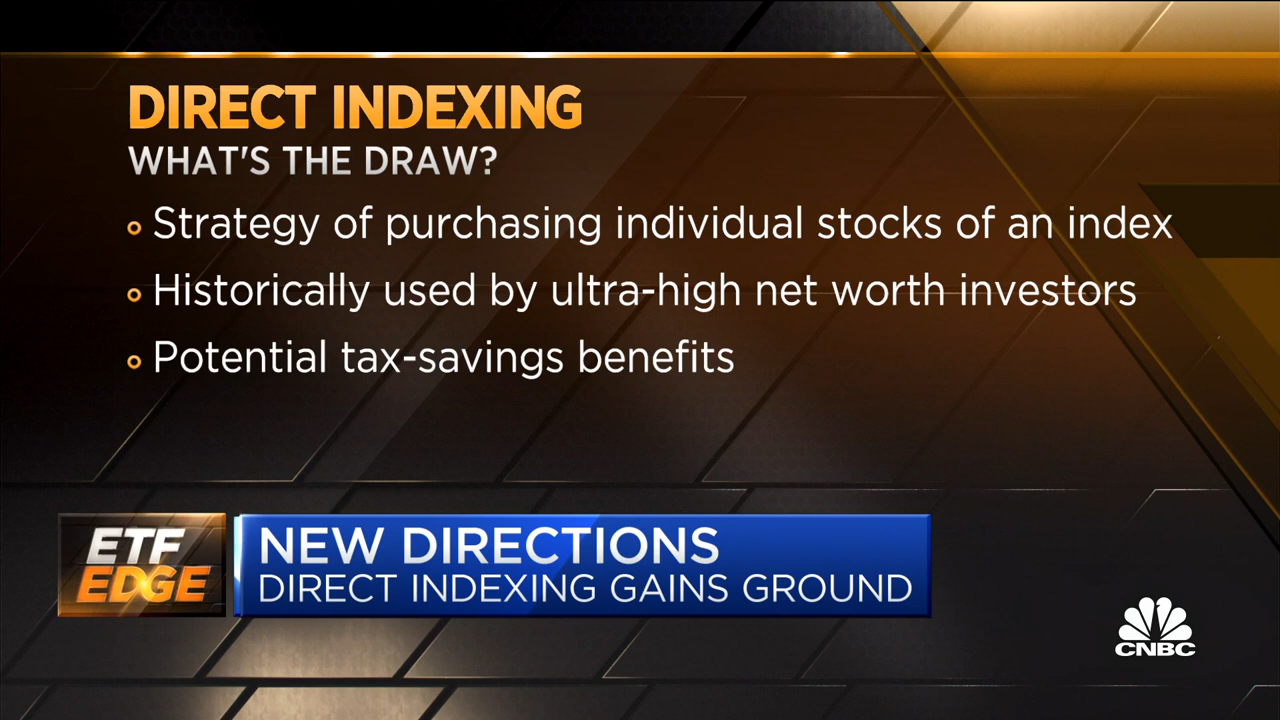 DIRECT INDEXING
WHAT'S THE DRAW?
Strategy of purchasing individual stocks of an index
Historically used by ultra-high net worth investors
Potential tax-savings benefits
ETF
EDGE
NEW DIRECTIONS
DIRECT INDEXING GAINS GROUND
CNBC